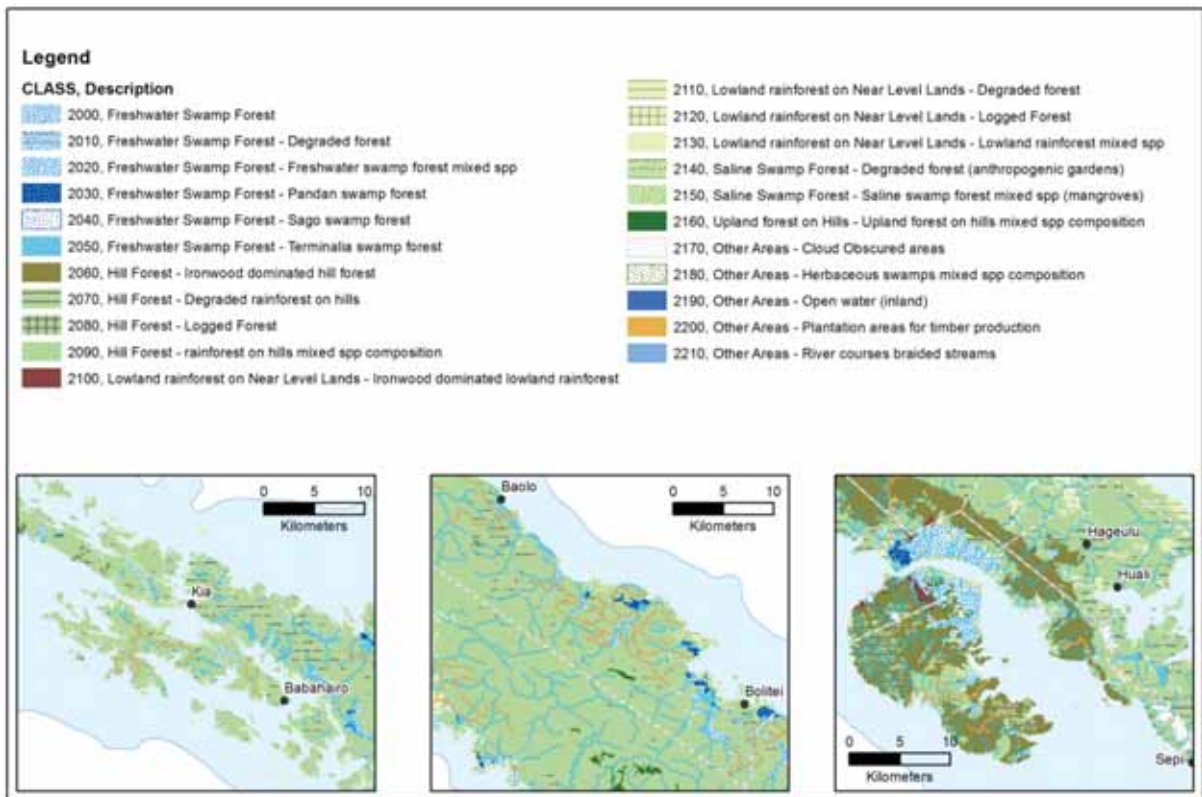 Legend
CLASS, Description
2000, Freshwater Swamp Forest
2010, Freshwater Swamp Forest - Degraded forest
2020, Freshwater Swamp Forest - Freshwater swamp forest mixed spp
2030, Freshwater Swamp Forest - Pandan swamp forest
2040, Freshwater Swamp Forest - Sago swamp forest
2050, Freshwater Swamp Forest - Terminalia swamp forest
2060, Hill Forest - Ironwood dominated hill forest
2070, Hill Forest - Degraded rainforest on hills
2080, Hill Forest - Logged Forest
2090, Hill Forest - rainforest on hills mixed spp composition
2100, Lowland rainforest on Near Level Lands - Ironwood dominated lowland rainforest
2110, Lowland rainforest on Near Level Lands - Degraded forest
2120, Lowland rainforest on Near Level Lands - Logged Forest
2130, Lowland rainforest on Near Level Lands - Lowland rainforest mixed spp
2140, Saline Swamp Forest - Degraded forest (anthropogenic gardens)
2150, Saline Swamp Forest - Saline swamp forest mixed spp (mangroves)
2160, Upland forest on Hills - Upland forest on hills mixed spp composition
2170, Other Areas - Cloud Obscured areas
2180, Other Areas - Herbaceous swamps mixed spp composition
2190, Other Areas - Open water (inland)
2200, Other Areas - Plantation areas for timber production
2210, Other Areas - River courses braided streams
0 5 10
Kilometers
Kia
Babahairo
Baolo
0 5 10
Kilometers
Bolitei
Hageulu
Huali
0 5 10
Kilometers
Sepi